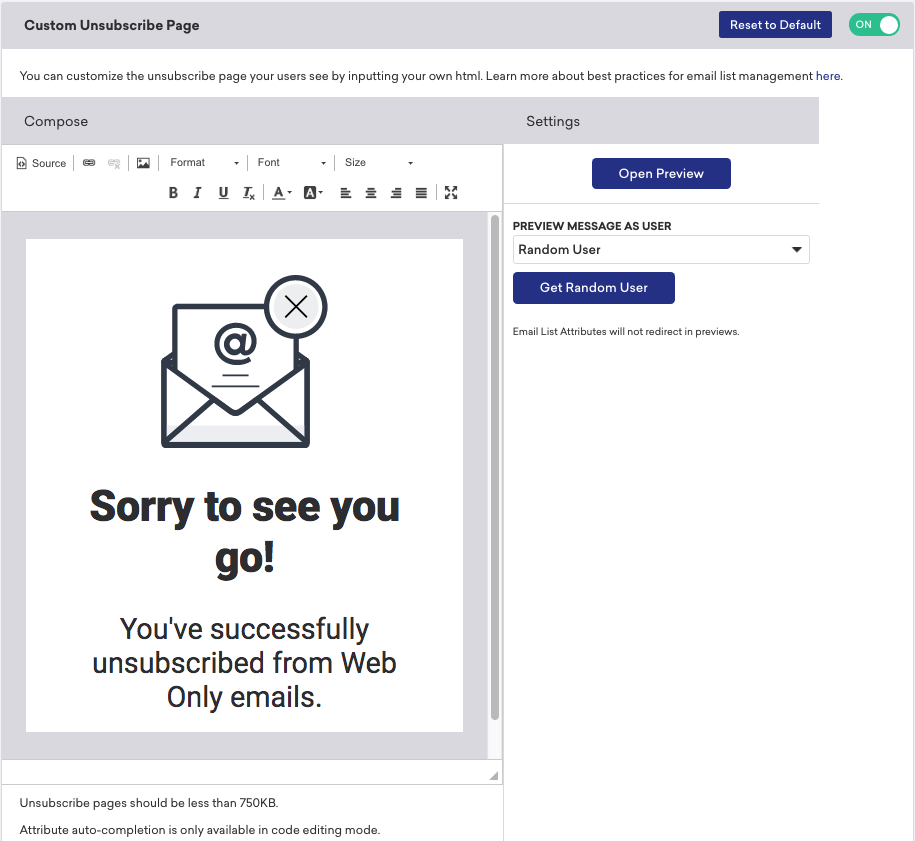 Custom Unsubscribe Page
Reset to Default
ON
You can customize the unsubscribe page your users see by inputting your own html. Learn more about best practices for email list management here.
Compose
Settings
Source
Format
Font
Size
B I U Tx A A
Open Preview
PREVIEW MESSAGE AS USER
Random User
Get Random User
Email List Attributes will not redirect in previews.
@
Sorry to see you
go!
You've successfully
unsubscribed from Web
Only emails.
Unsubscribe pages should be less than 750KB.
Attribute auto-completion is only available in code editing mode.